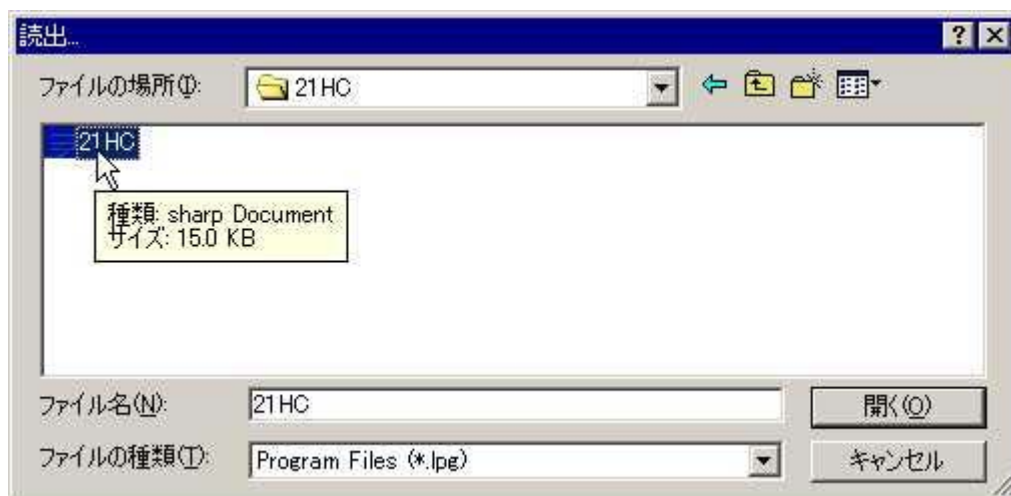 読出...
ファイルの場所(I):
21HC
21HC
種類: sharp Document
サイズ: 15.0 KB
ファイル名(N):
21HC
開く(O)
ファイルの種類(T):
Program Files (*.lpg)
キャンセル